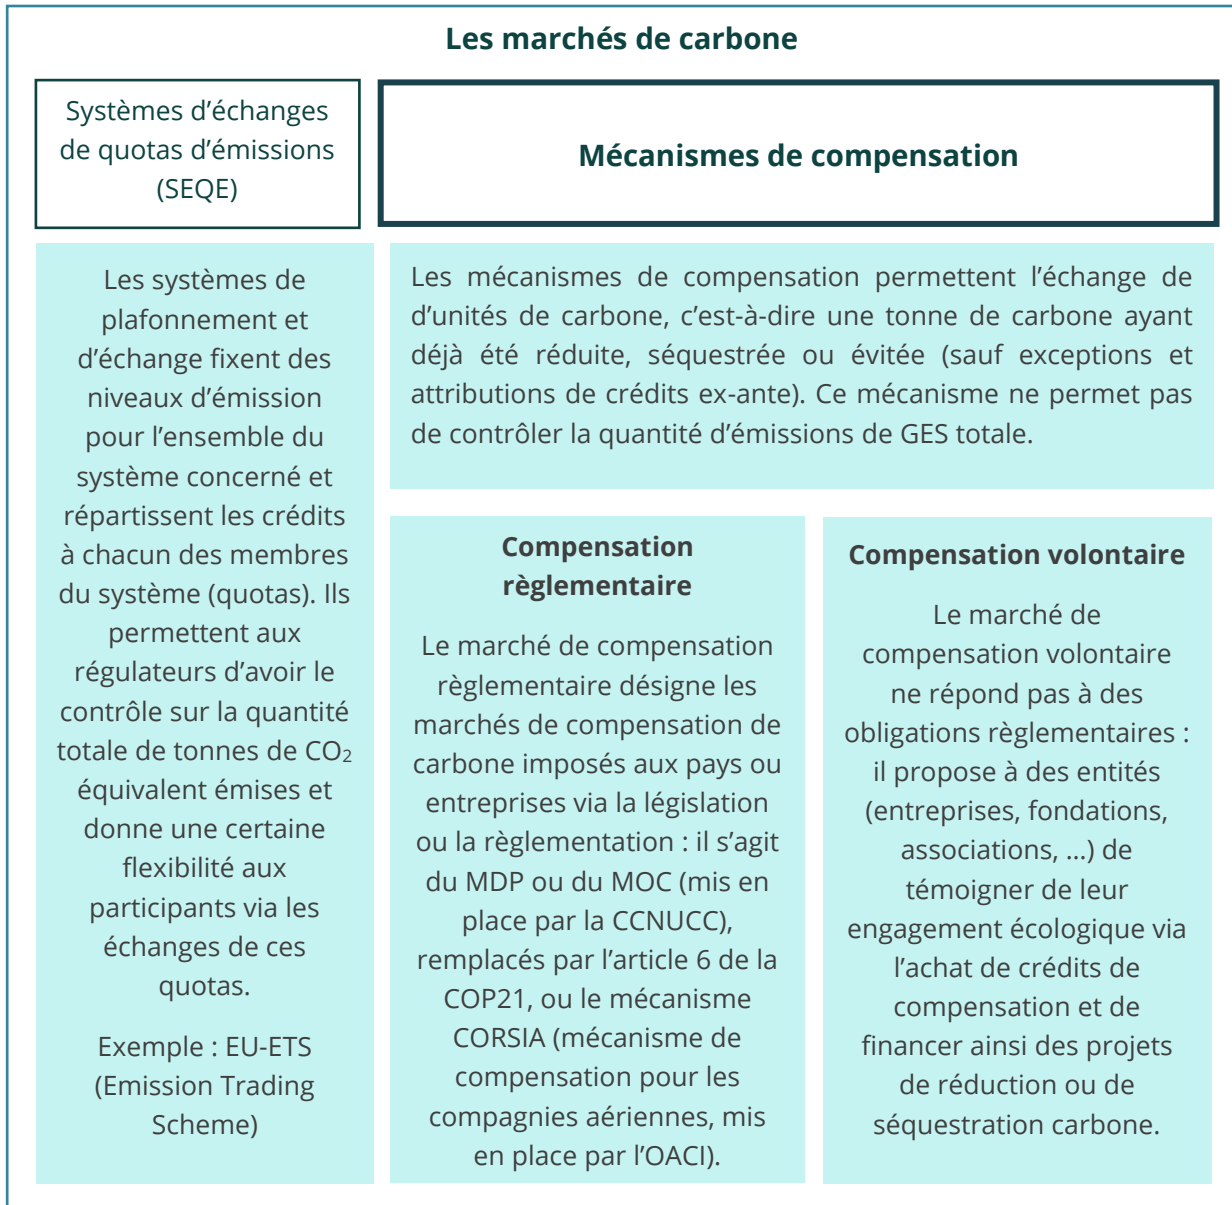 Les marchés de carbone
Systèmes d’échanges
de quotas d’émissions
(SEQE)
Mécanismes de compensation
Les systèmes de
plafonnement et
d’échange fixent des
niveaux d’émission
pour l’ensemble du
système concerné et
répartissent les crédits
à chacun des membres
du système (quotas). Ils
permettent aux
régulateurs d’avoir le
contrôle sur la quantité
totale de tonnes de CO₂
équivalent émises et
donne une certaine
flexibilité aux
participants via les
échanges de ces
quotas.
Exemple : EU-ETS
(Emission Trading
Scheme)
Les mécanismes de compensation permettent l’échange de
d’unités de carbone, c’est-à-dire une tonne de carbone ayant
déjà été réduite, séquestrée ou évitée (sauf exceptions et
attributions de crédits ex-ante). Ce mécanisme ne permet pas
de contrôler la quantité d’émissions de GES totale.
Compensation
règlementaire
Le marché de compensation
règlementaire désigne les
marchés de compensation de
carbone imposés aux pays ou
entreprises via la législation
ou la règlementation : il s’agit
du MDP ou du MOC (mis en
place par la CCNUCC),
remplacés par l’article 6 de la
COP21, ou le mécanisme
CORSIA (mécanisme de
compensation pour les
compagnies aériennes, mis
en place par l’OACI).
Compensation volontaire
Le marché de
compensation volontaire
ne répond pas à des
obligations règlementaires :
il propose à des entités
(entreprises, fondations,
associations, …) de
témoigner de leur
engagement écologique via
l’achat de crédits de
compensation et de
financer ainsi des projets
de réduction ou de
séquestration carbone.